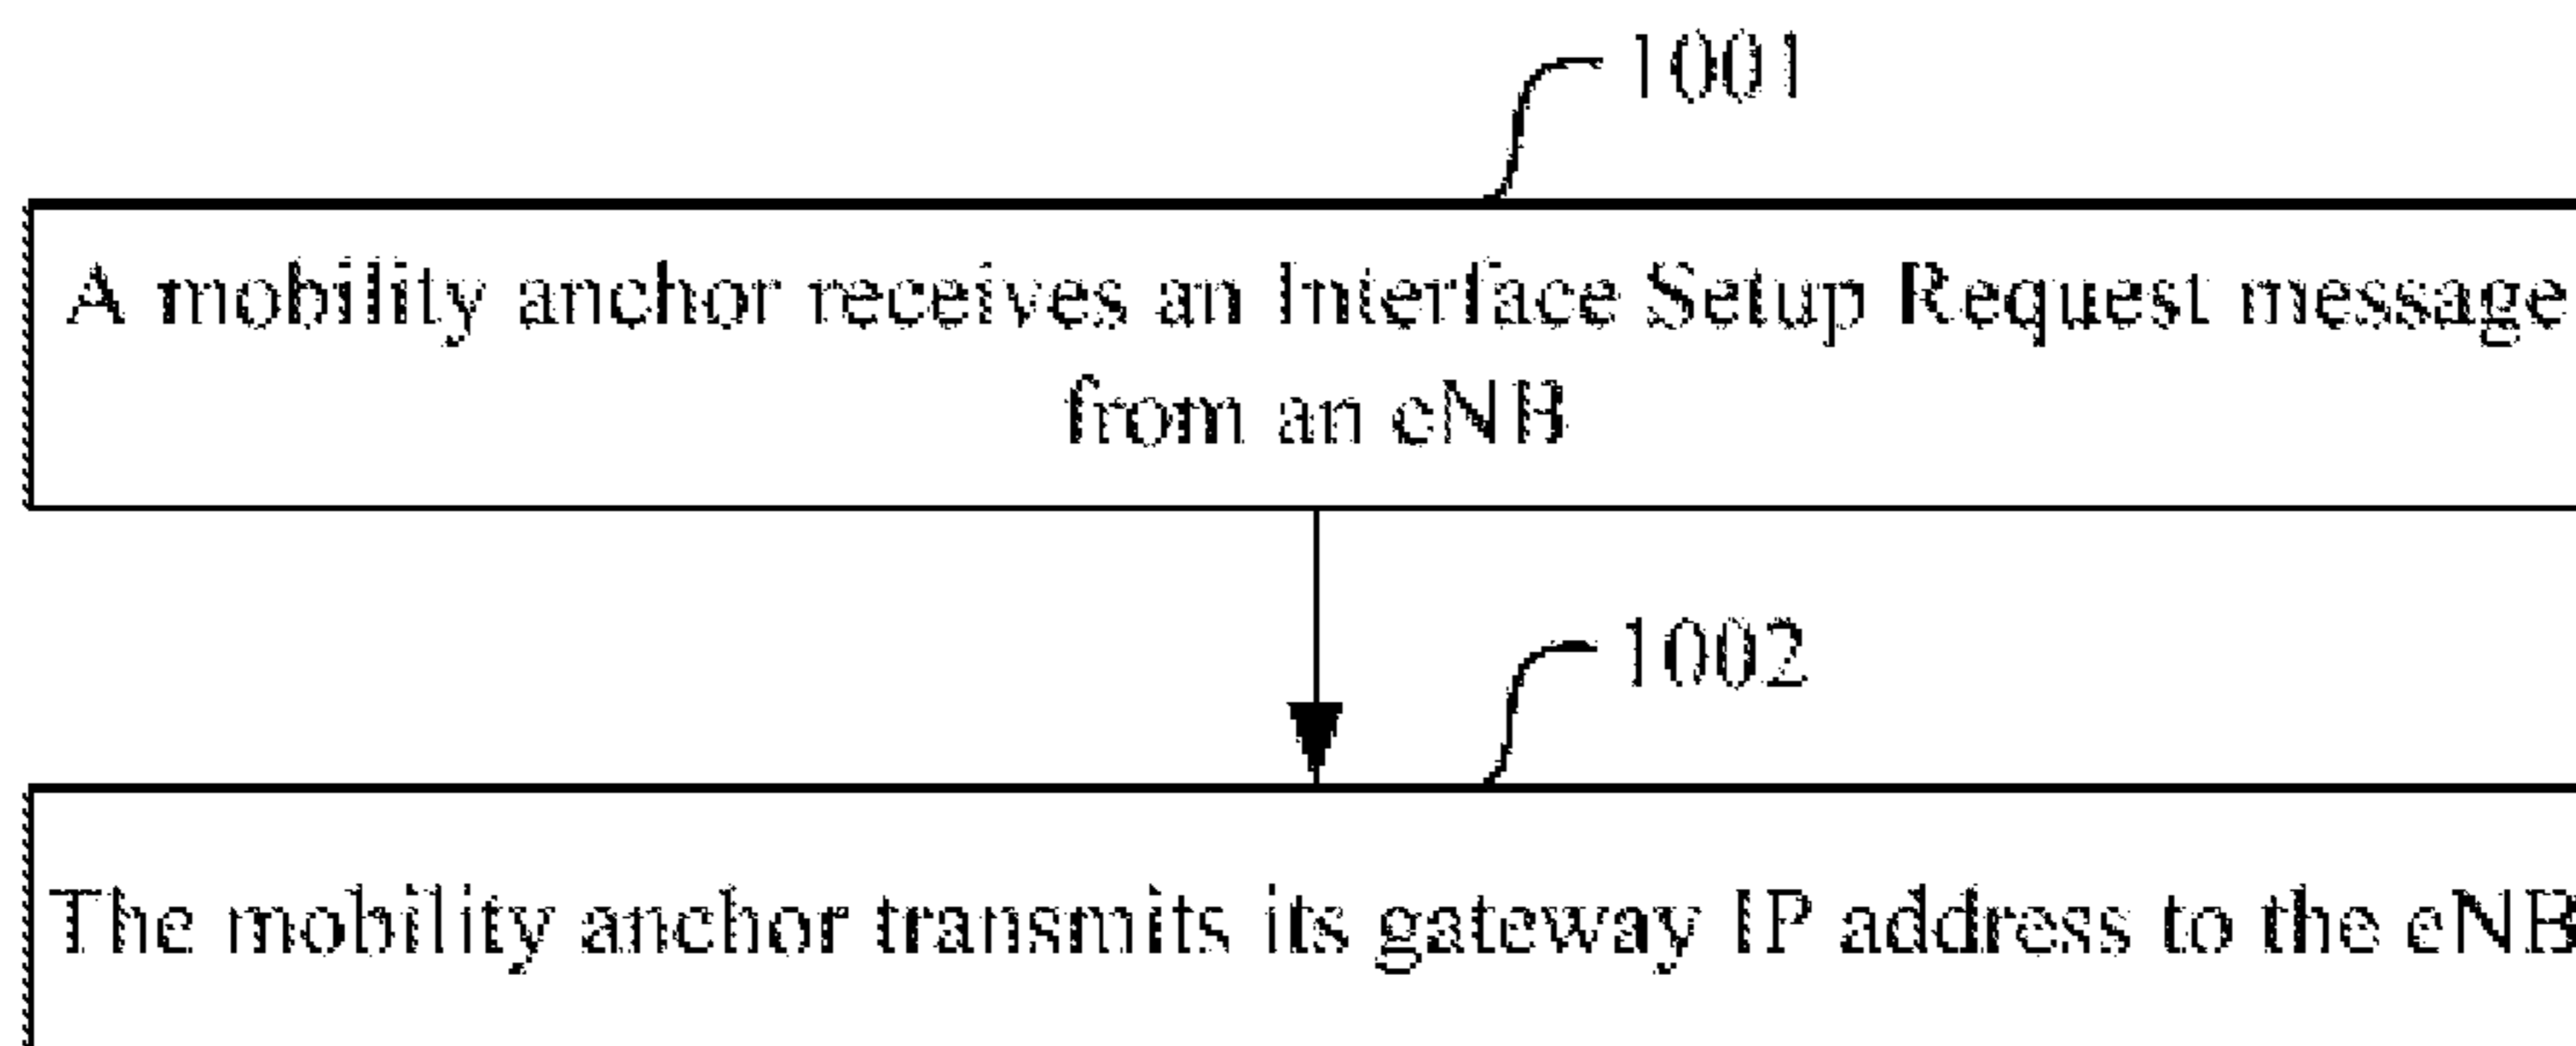 1001
A mobility anchor receives an Interface Setup Request message
from an eNB
1002
The mobility anchor transmits its gateway IP address to the eNB